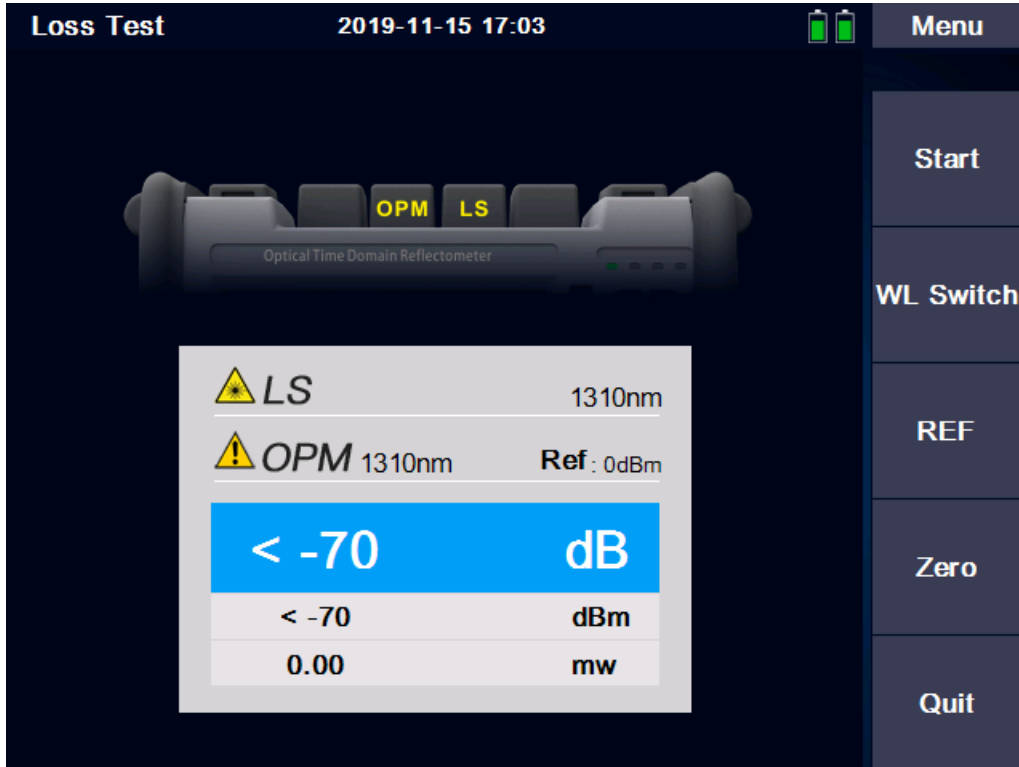 Loss Test 2019-11-15 17:03 Menu
Start
OPM LS
Optical Time Domain Reflectometer
WL Switch
LS 1310nm
OPM 1310nm Ref : 0dBm
REF
< -70 dB
Zero
< -70 dBm
0.00 mw
Quit